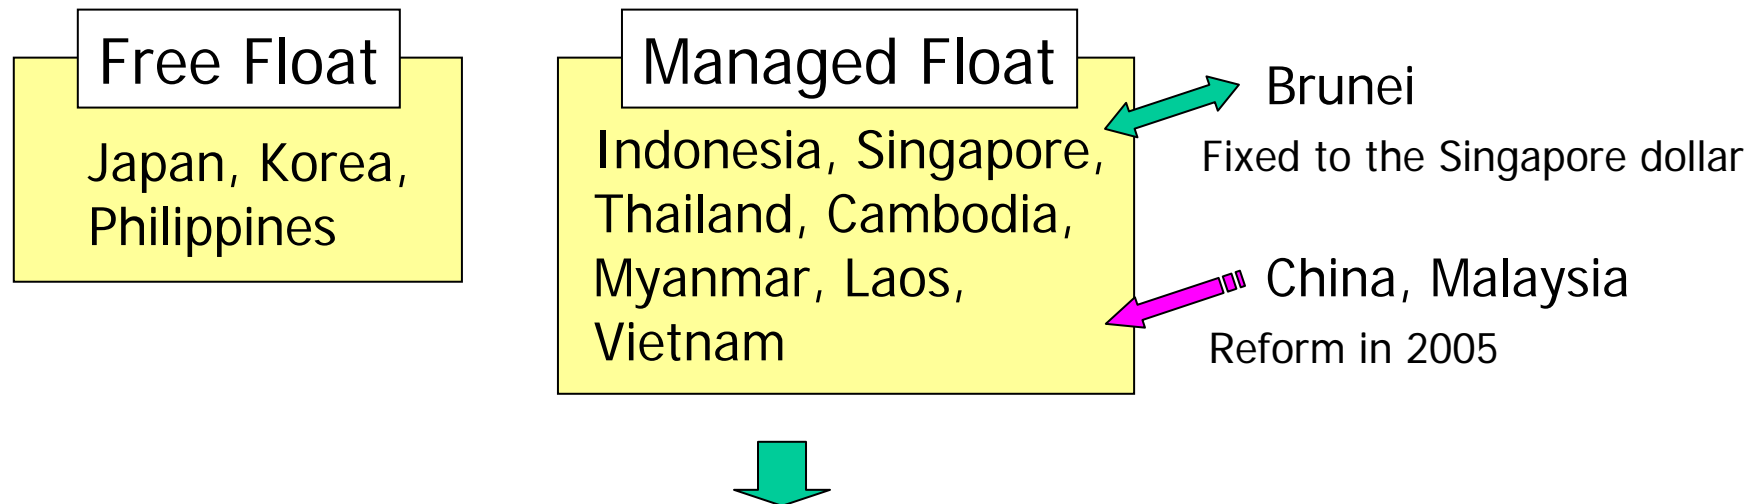 Free Float
Japan, Korea,
Philippines
Managed Float
Indonesia, Singapore,
Thailand, Cambodia,
Myanmar, Laos,
Vietnam
Brunei
Fixed to the Singapore dollar
China, Malaysia
Reform in 2005